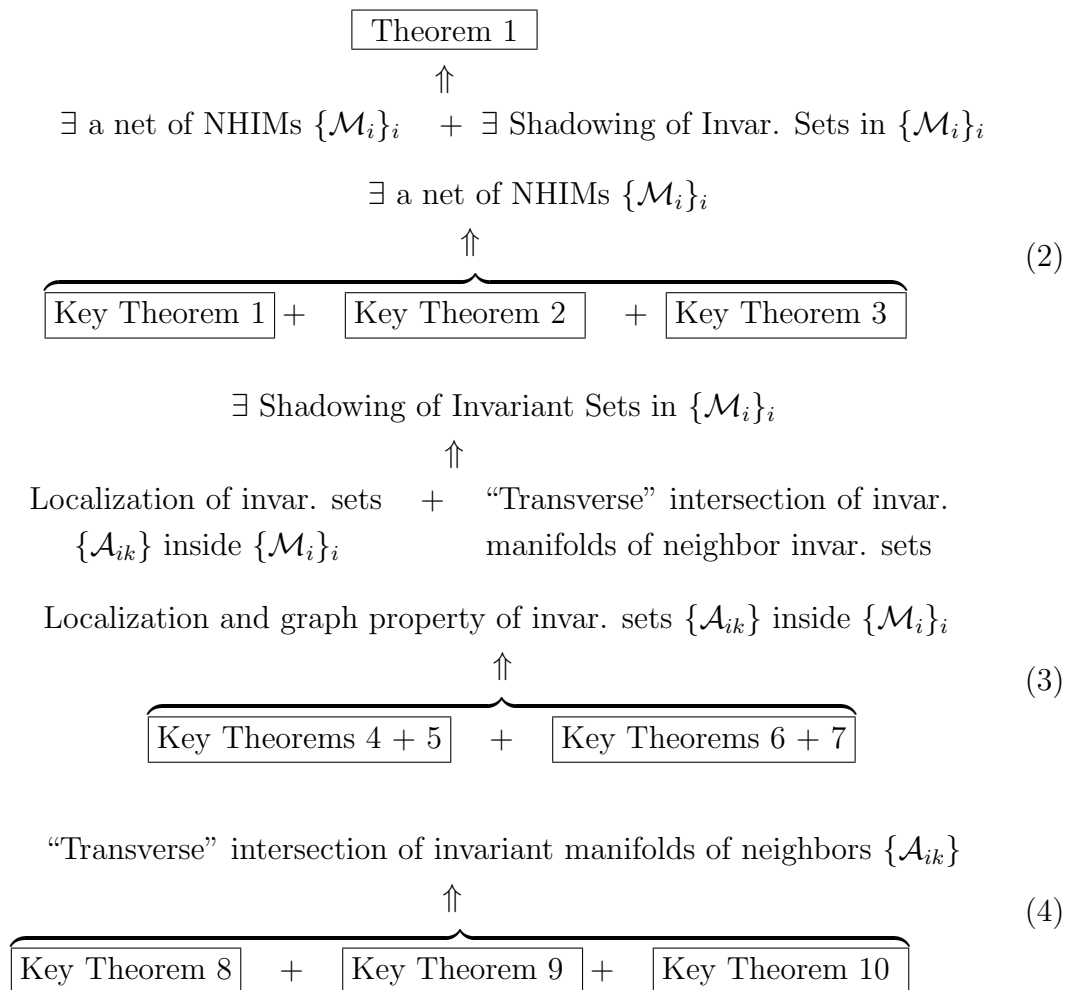 Theorem 1
⇑
∃ a net of NHIMs {ℳ_i}_i + ∃ Shadowing of Invar. Sets in {ℳ_i}_i
∃ a net of NHIMs {ℳ_i}_i
⇑
(2)
Key Theorem 1 + Key Theorem 2 + Key Theorem 3
∃ Shadowing of Invariant Sets in {ℳ_i}_i
⇑
Localization of invar. sets + “Transverse” intersection of invar.
{𝒜_ik} inside {ℳ_i}_i manifolds of neighbor invar. sets
Localization and graph property of invar. sets {𝒜_ik} inside {ℳ_i}_i
⇑
(3)
Key Theorems 4 + 5 + Key Theorems 6 + 7
“Transverse” intersection of invariant manifolds of neighbors {𝒜_ik}
⇑
(4)
Key Theorem 8 + Key Theorem 9 + Key Theorem 10